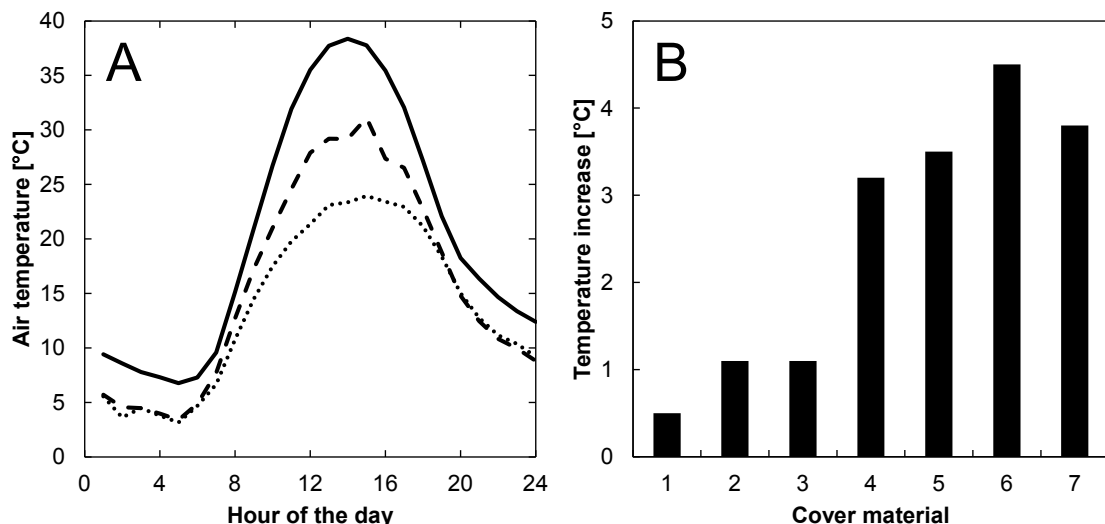 A
Air temperature [°C]
40
35
30
25
20
15
10
5
0
0 4 8 12 16 20 24
Hour of the day
B
Temperature increase [°C]
5
4
3
2
1
0
1 2 3 4 5 6 7
Cover material